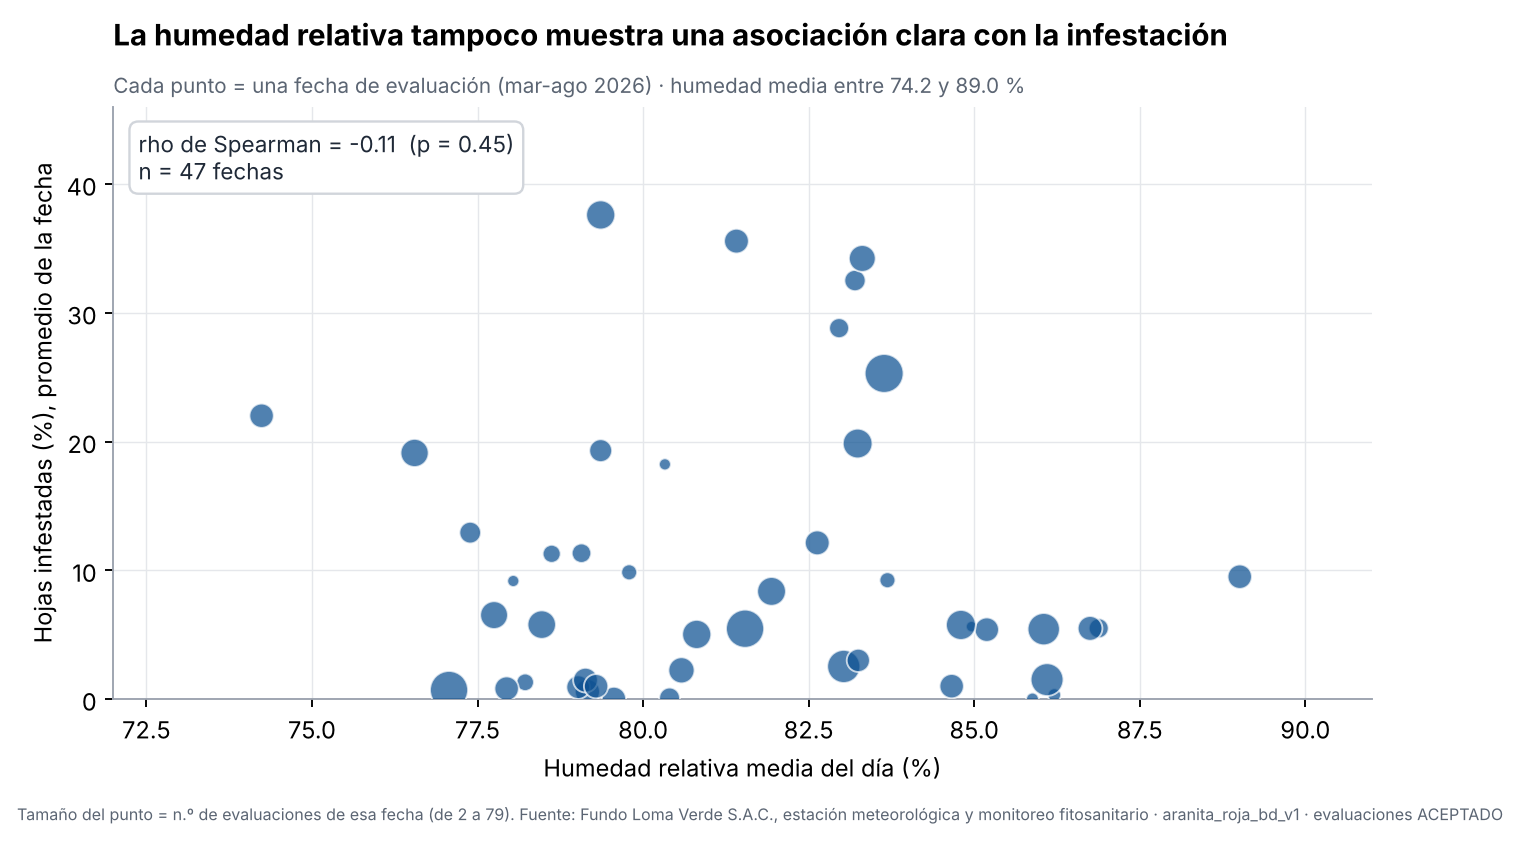 La humedad relativa tampoco muestra una asociación clara con la infestación
Cada punto = una fecha de evaluación (mar-ago 2026) · humedad media entre 74.2 y 89.0 %
rho de Spearman = -0.11 (p = 0.45)
n = 47 fechas
Hojas infestadas (%), promedio de la fecha
40
30
20
10
0
72.5 75.0 77.5 80.0 82.5 85.0 87.5 90.0
Humedad relativa media del día (%)
Tamaño del punto = n.º de evaluaciones de esa fecha (de 2 a 79). Fuente: Fundo Loma Verde S.A.C., estación meteorológica y monitoreo fitosanitario · aranita_roja_bd_v1 · evaluaciones ACEPTADO